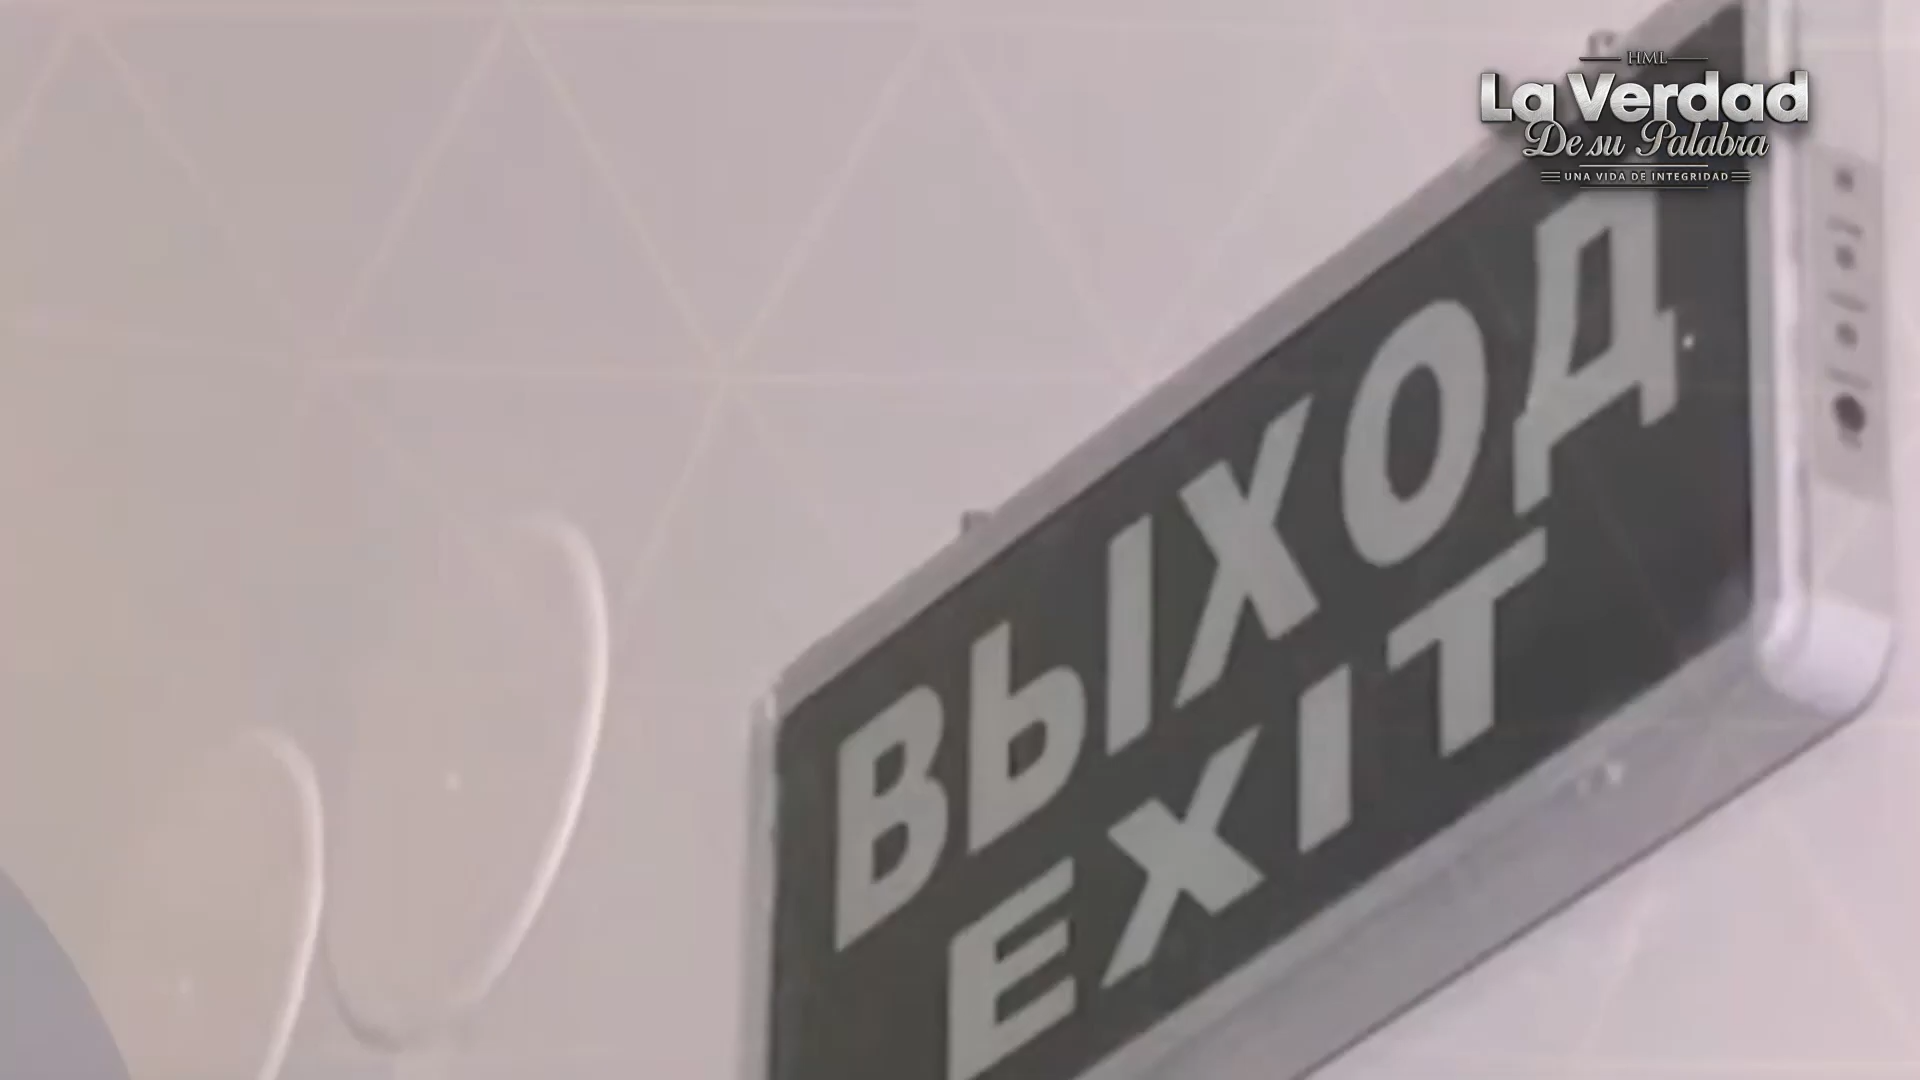 HML
La Verdad
De su Palabra
UNA VIDA DE INTEGRIDAD
ВЫХОД
EXIT